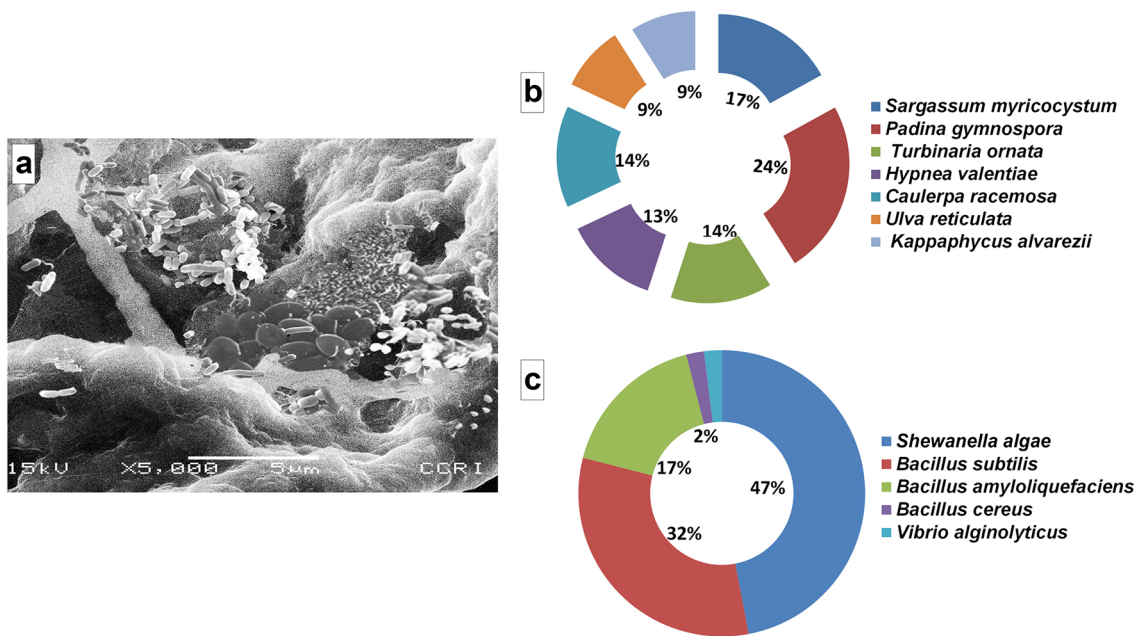 a
15kV X5,000 5μm CGRI
b
9%
17%
9%
14%
24%
13%
14%
Sargassum myricocystum
Padina gymnospora
Turbinaria ornata
Hypnea valentiae
Caulerpa racemosa
Ulva reticulata
Kappaphycus alvarezii
c
2%
17%
47%
32%
Shewanella algae
Bacillus subtilis
Bacillus amyloliquefaciens
Bacillus cereus
Vibrio alginolyticus